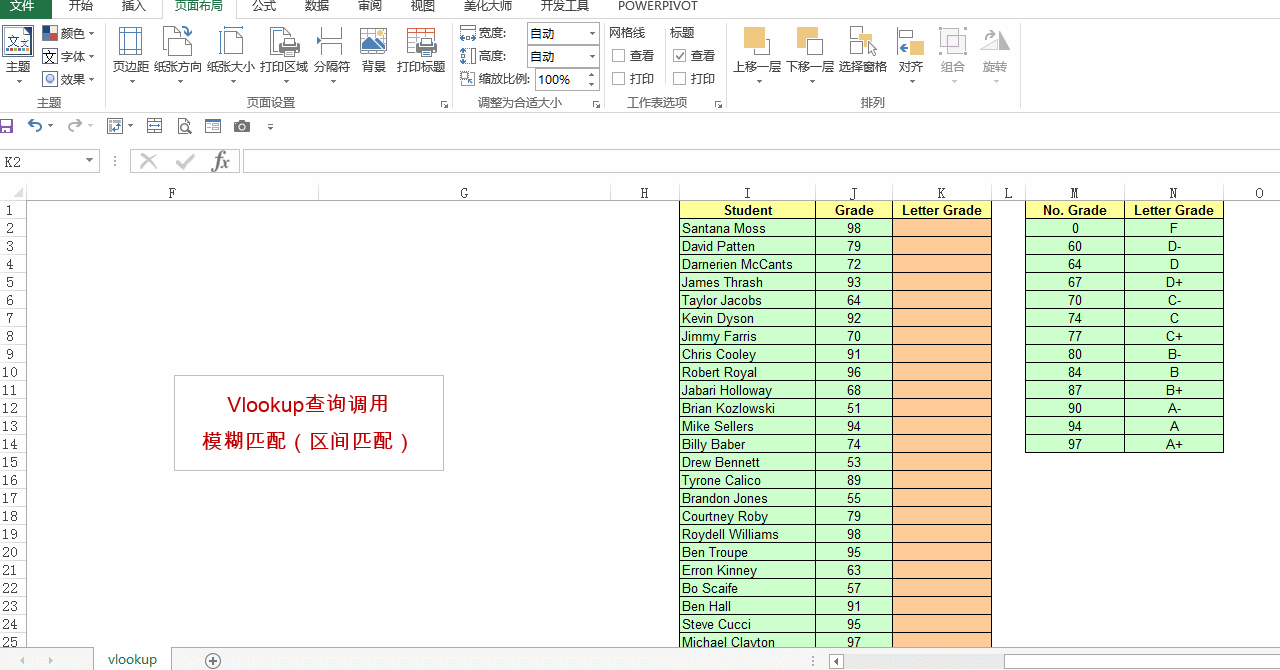 文件 开始 插入 页面布局 公式 数据 审阅 视图 美化大师 开发工具 POWERPIVOT
文文 颜色 宽度: 自动 网格线 标题
主题 字体 页边距 纸张方向 纸张大小 打印区域 分隔符 背景 打印标题 高度: 自动 查看 查看 上移一层 下移一层 选择窗格 对齐 组合 旋转
效果 缩放比例: 100% 打印 打印
主题 页面设置 调整为合适大小 工作表选项 排列
K2 fx
F G H I J K L M N O
1 Student Grade Letter Grade No. Grade Letter Grade
2 Santana Moss 98 0 F
3 David Patten 79 60 D-
4 Darnerien McCants 72 64 D
5 James Thrash 93 67 D+
6 Taylor Jacobs 64 70 C-
7 Kevin Dyson 92 74 C
8 Jimmy Farris 70 77 C+
9 Chris Cooley 91 80 B-
10 Robert Royal 96 84 B
11 Jabari Holloway 68 87 B+
12 Brian Kozlowski 51 90 A-
13 Mike Sellers 94 94 A
14 Billy Baber 74 97 A+
Vlookup查询调用
模糊匹配（区间匹配）
15 Drew Bennett 53
16 Tyrone Calico 89
17 Brandon Jones 55
18 Courtney Roby 79
19 Roydell Williams 98
20 Ben Troupe 95
21 Erron Kinney 63
22 Bo Scaife 57
23 Ben Hall 91
24 Steve Cucci 95
25 Michael Clayton 97
vlookup